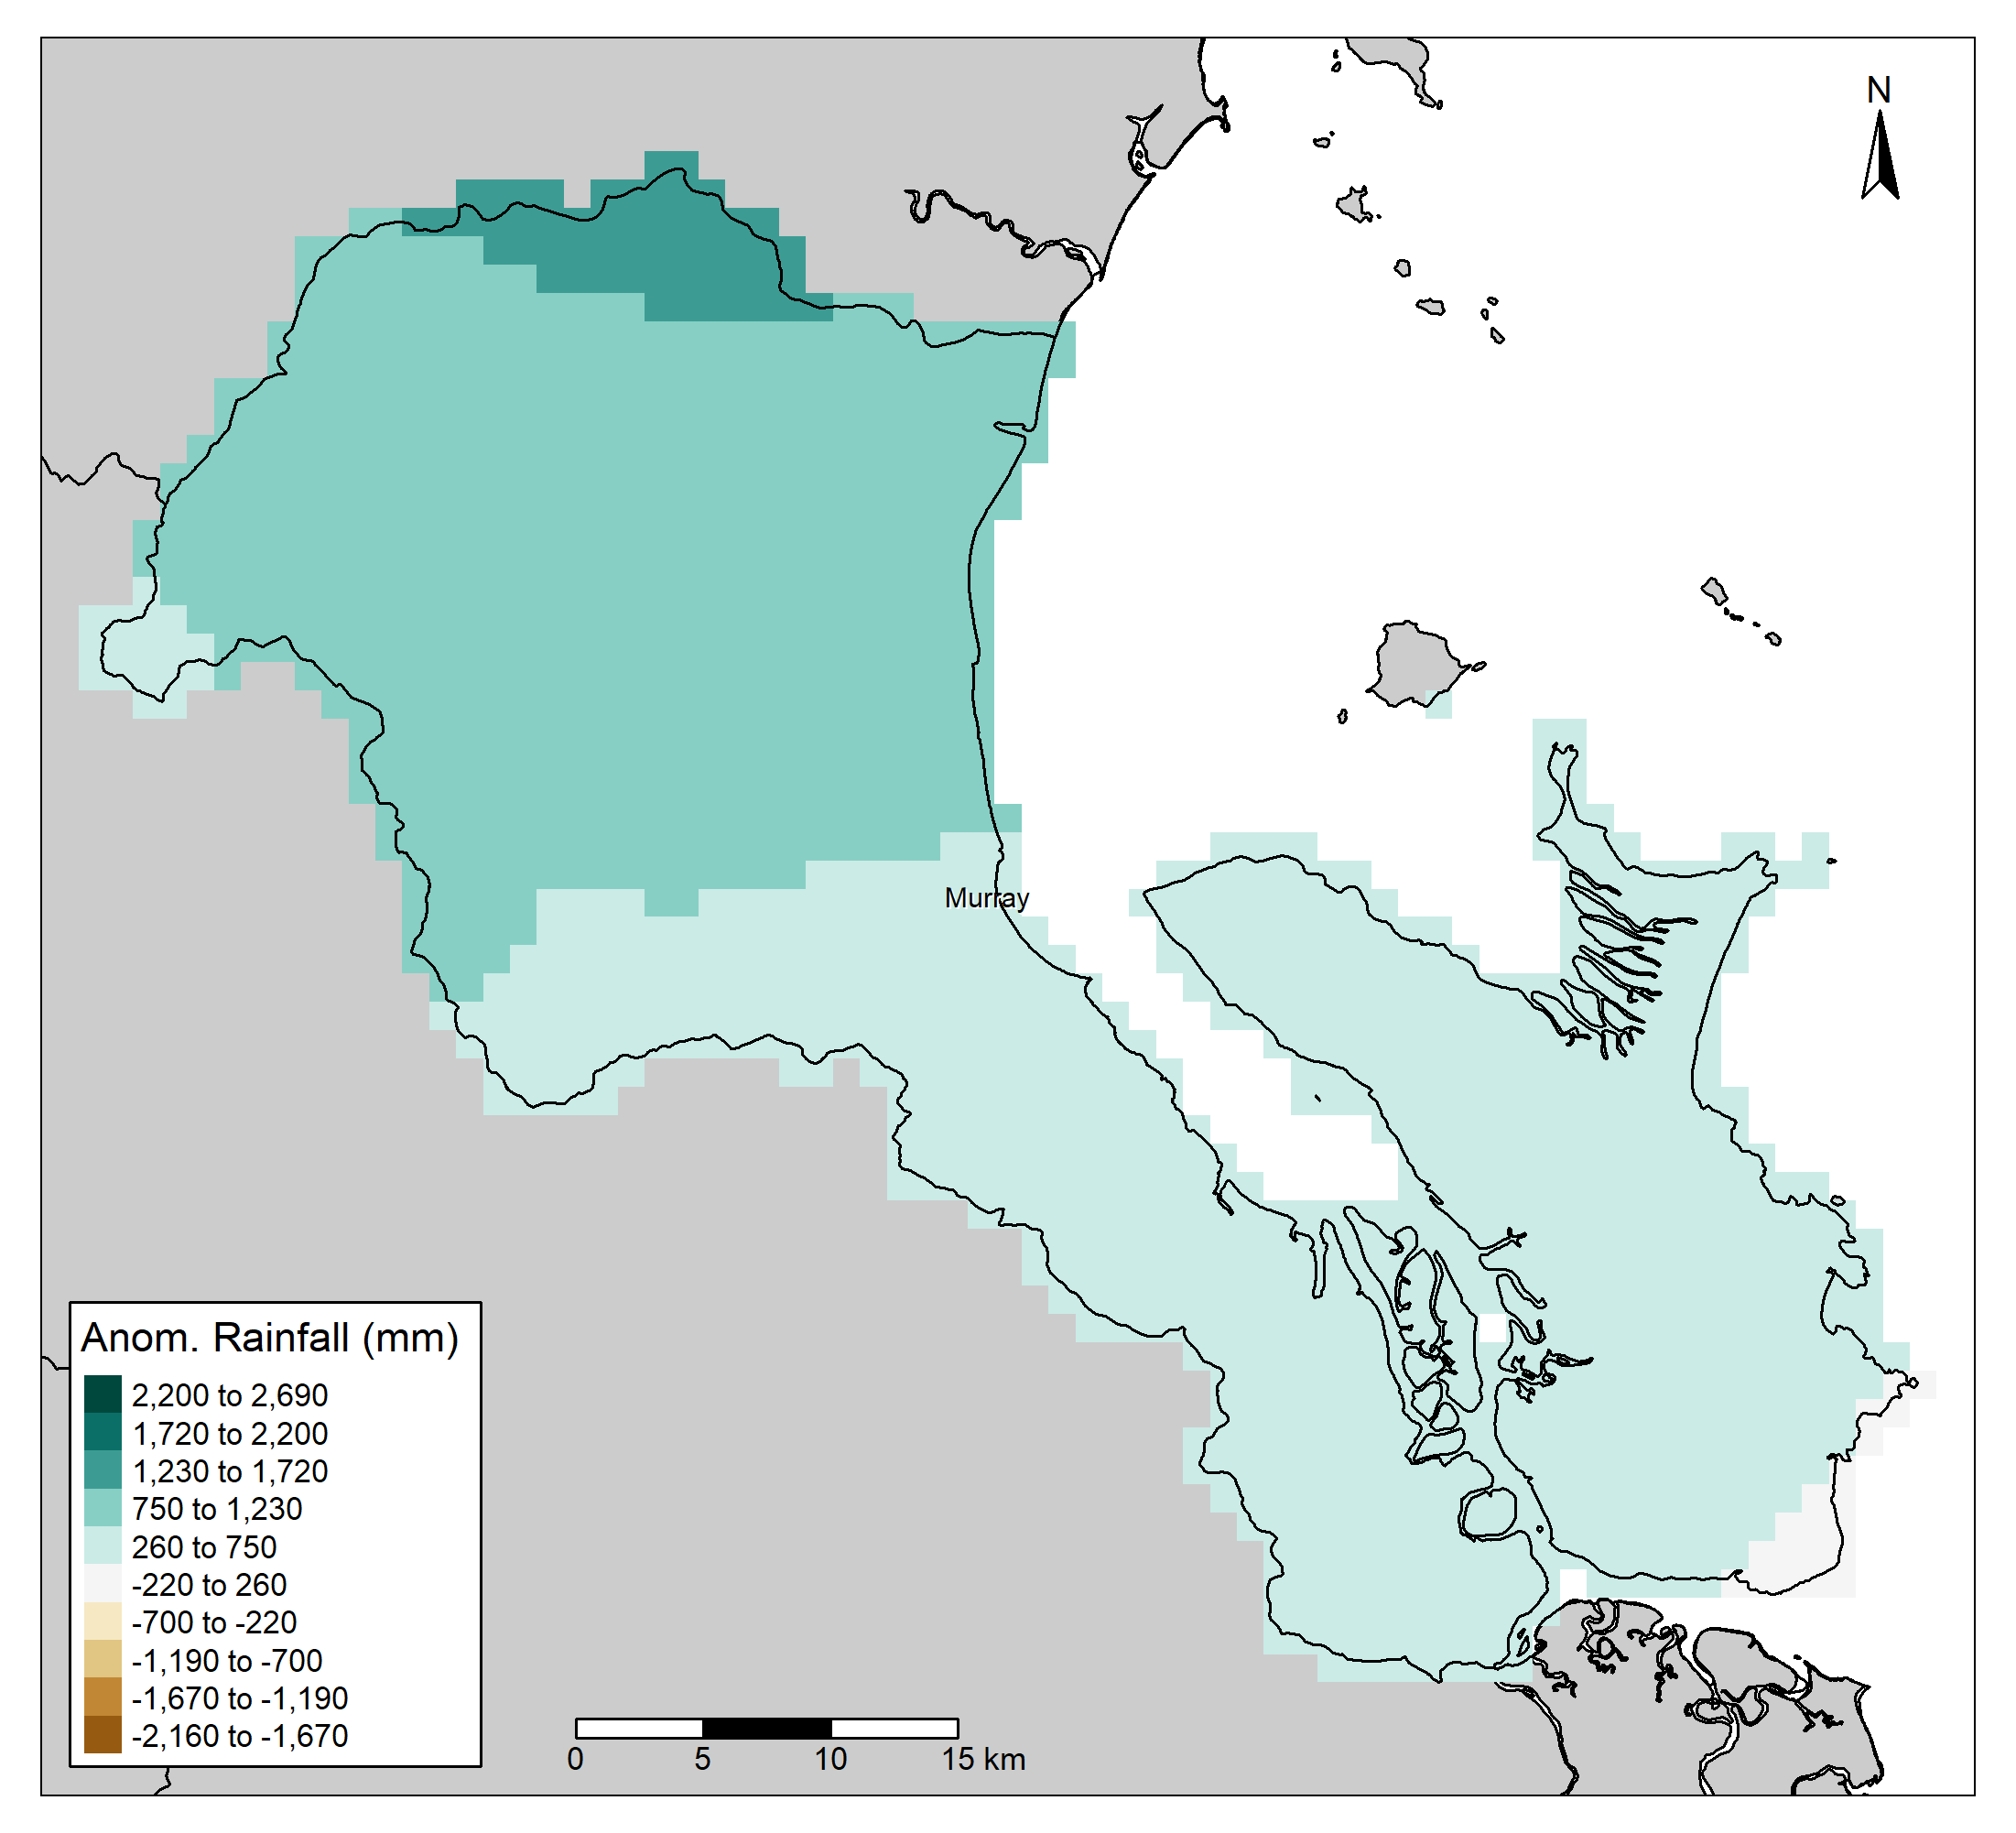 N
Murray
Anom. Rainfall (mm)
2,200 to 2,690
1,720 to 2,200
1,230 to 1,720
750 to 1,230
260 to 750
-220 to 260
-700 to -220
-1,190 to -700
-1,670 to -1,190
-2,160 to -1,670
0 5 10 15 km